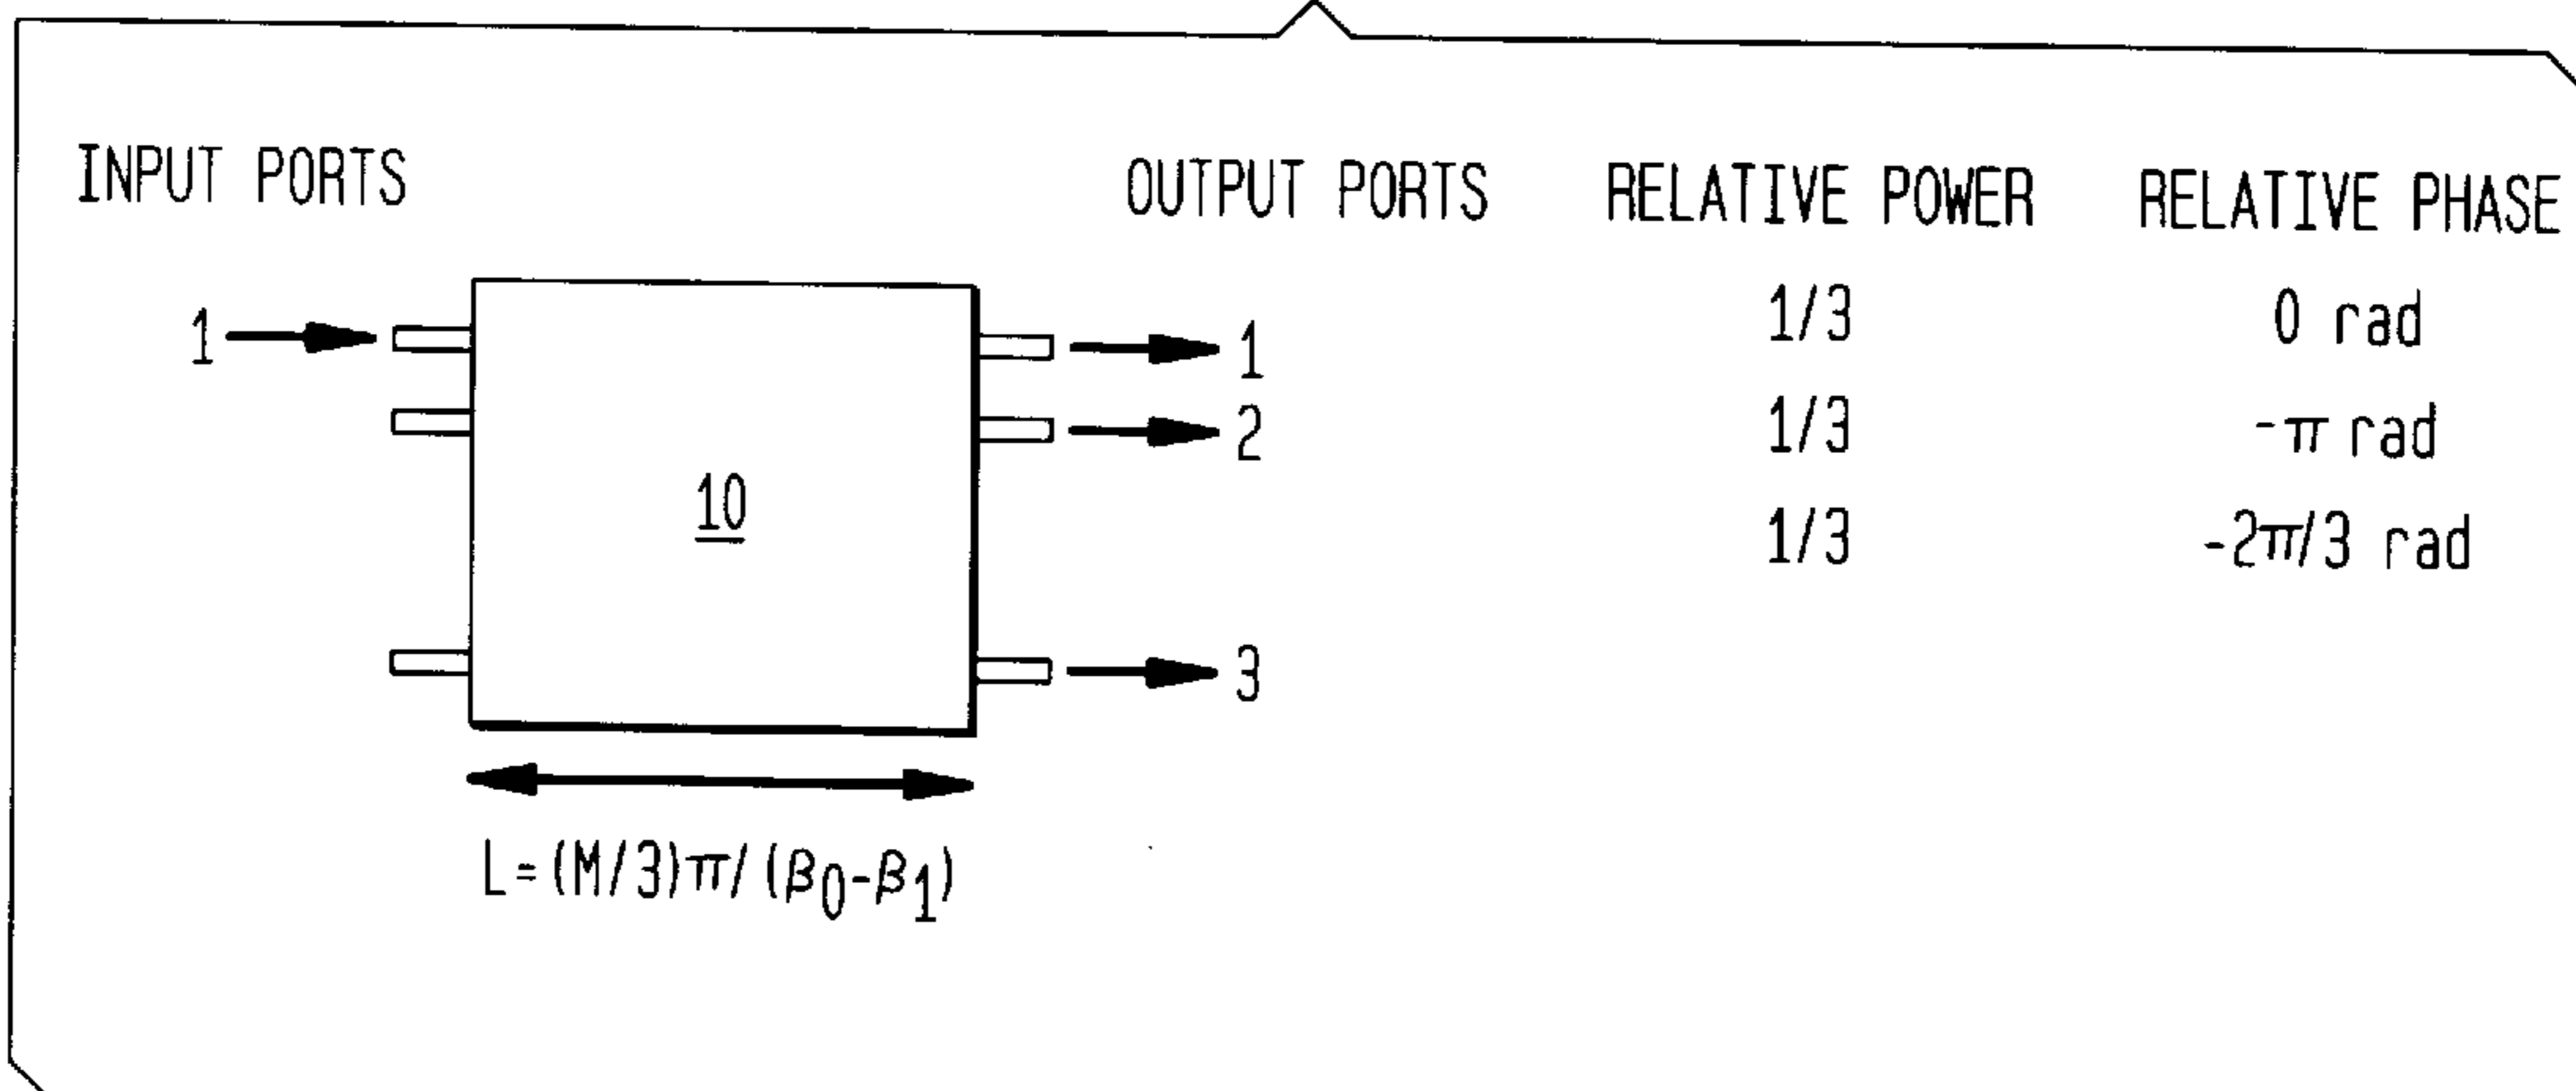 INPUT PORTS OUTPUT PORTS RELATIVE POWER RELATIVE PHASE
1 1 1/3 0 rad
2 1/3 -π rad
10
1/3 -2π/3 rad
3
L=(M/3)π/(β0-β1)